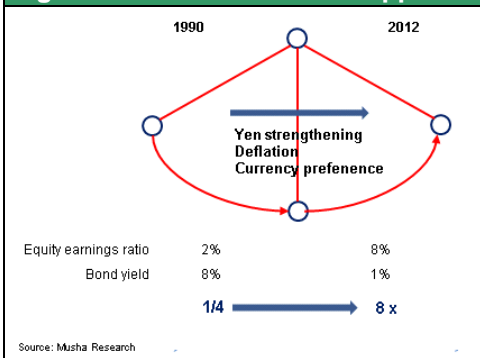 1990 2012
Yen strengthening
Deflation
Currency prefenence
Equity earnings ratio 2% 8%
Bond yield 8% 1%
1/4 8 x
Source: Musha Research